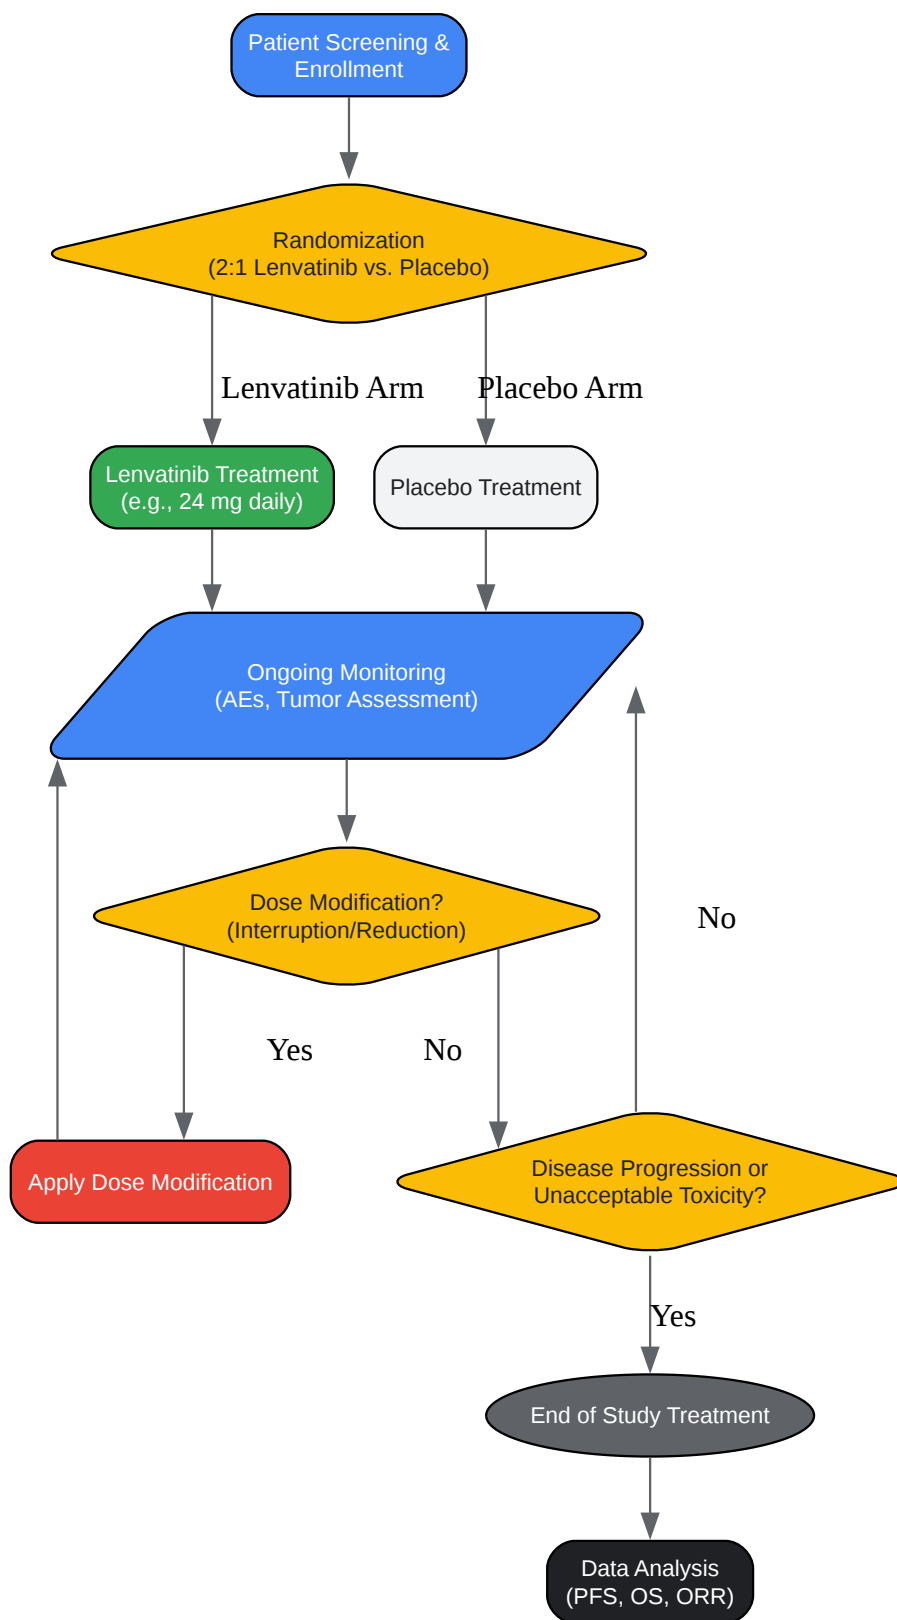 Patient Screening &
Enrollment
Randomization
(2:1 Lenvatinib vs. Placebo)
Lenvatinib Arm
Placebo Arm
Lenvatinib Treatment
(e.g., 24 mg daily)
Placebo Treatment
Ongoing Monitoring
(AEs, Tumor Assessment)
Dose Modification?
(Interruption/Reduction)
No
Yes
No
Apply Dose Modification
Disease Progression or
Unacceptable Toxicity?
Yes
End of Study Treatment
Data Analysis
(PFS, OS, ORR)